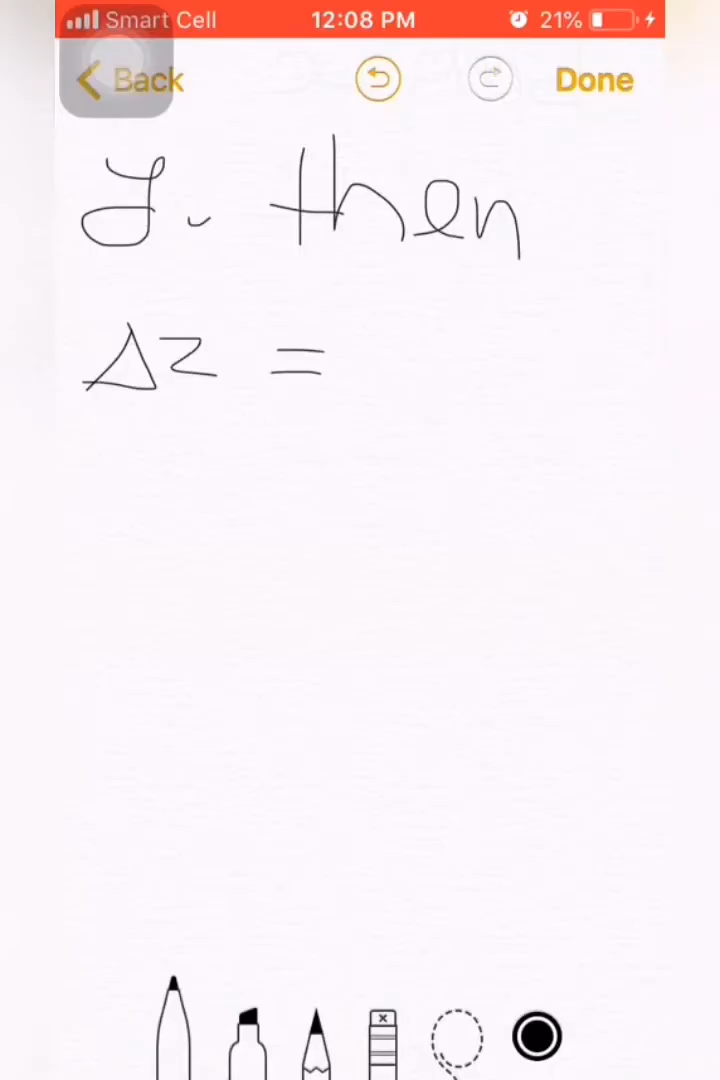 Smart Cell 12:08 PM 21%
Back Done
then
ΔZ =